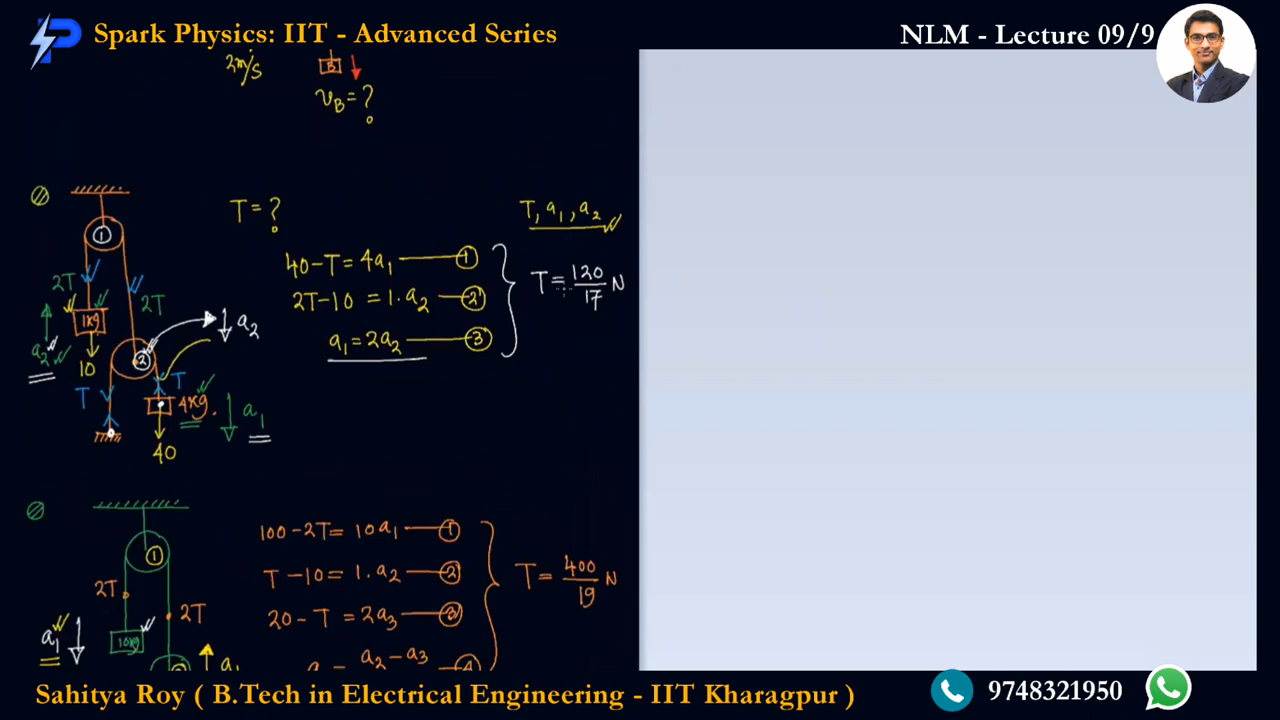 Spark Physics: IIT - Advanced Series
NLM - Lecture 09/9
2m/s
B
v_B = ?
T = ?
T, a₁, a₂
①
40 - T = 4a₁ ——— ①
2T - 10 = 1·a₂ — ②
a₁ = 2a₂ ——— ③
T = 120/17 N
2T
2T
1kg
a₂
10
②
a₂
T
T
4kg.
a₁
40
①
100 - 2T = 10a₁ — ①
T - 10 = 1·a₂ — ②
20 - T = 2a₃ — ③
a₂ - a₃
T = 400/19 N
2T
2T
a₁
10kg
a₁
Sahitya Roy ( B.Tech in Electrical Engineering - IIT Kharagpur )
9748321950